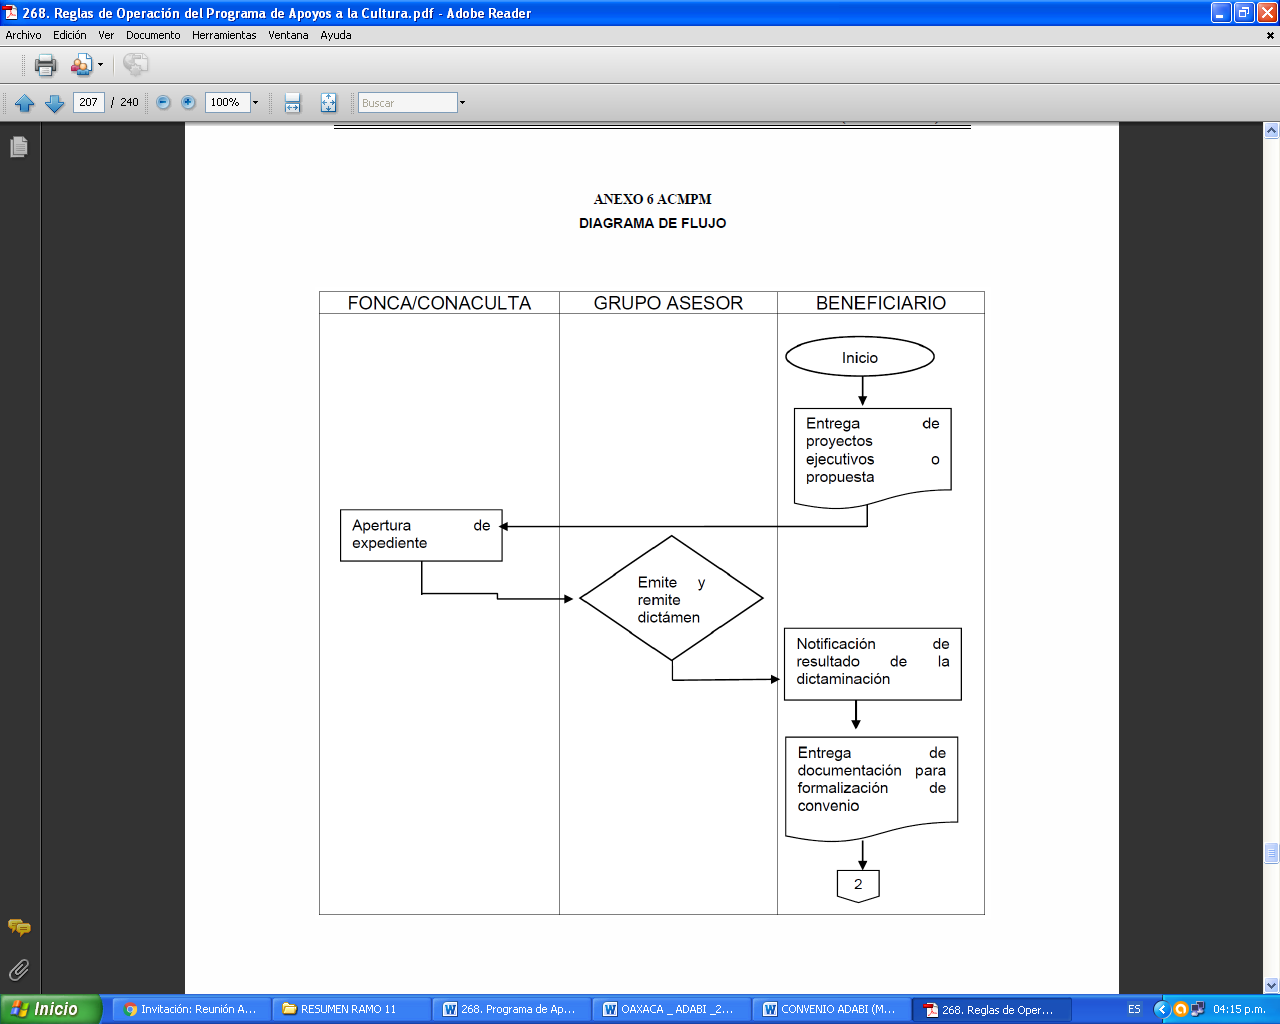 268. Reglas de Operación del Programa de Apoyos a la Cultura.pdf - Adobe Reader
Archivo Edición Ver Documento Herramientas Ventana Ayuda
207 / 240 100% Buscar
ANEXO 6 ACMPM
DIAGRAMA DE FLUJO
FONCA/CONACULTA GRUPO ASESOR BENEFICIARIO
Inicio
Entrega de
proyectos
ejecutivos o
propuesta
Apertura de
expediente
Emite y
remite
dictámen
Notificación de
resultado de la
dictaminación
Entrega de
documentación para
formalización de
convenio
2
Inicio Invitación: Reunión A... RESUMEN RAMO 11 268. Programa de Ap... OAXACA _ ADABI _2... CONVENIO ADABI (M... 268. Reglas de Oper... ES 04:15 p.m.